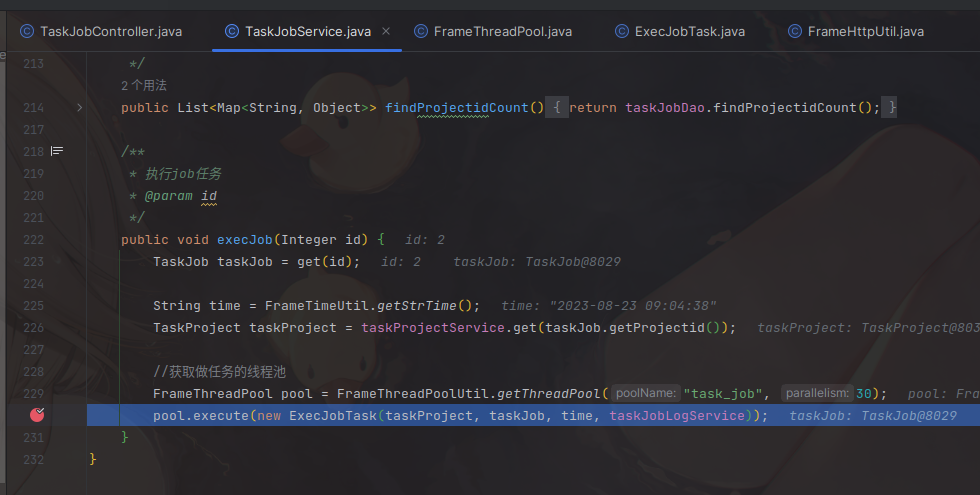 TaskJobController.java TaskJobService.java FrameThreadPool.java ExecJobTask.java FrameHttpUtil.java
213 */
2个用法
214 public List<Map<String, Object>> findProjectidCount() { return taskJobDao.findProjectidCount(); }
217
218 /**
219 * 执行job任务
220 * @param id
221 */
222 public void execJob(Integer id) { id: 2
223 TaskJob taskJob = get(id); id: 2 taskJob: TaskJob@8029
224
225 String time = FrameTimeUtil.getStrTime(); time: "2023-08-23 09:04:38"
226 TaskProject taskProject = taskProjectService.get(taskJob.getProjectid()); taskProject: TaskProject@803
227
228 //获取做任务的线程池
229 FrameThreadPool pool = FrameThreadPoolUtil.getThreadPool( poolName: "task_job", parallelism: 30); pool: Fra
pool.execute(new ExecJobTask(taskProject, taskJob, time, taskJobLogService)); taskJob: TaskJob@8029
231 }
232 }